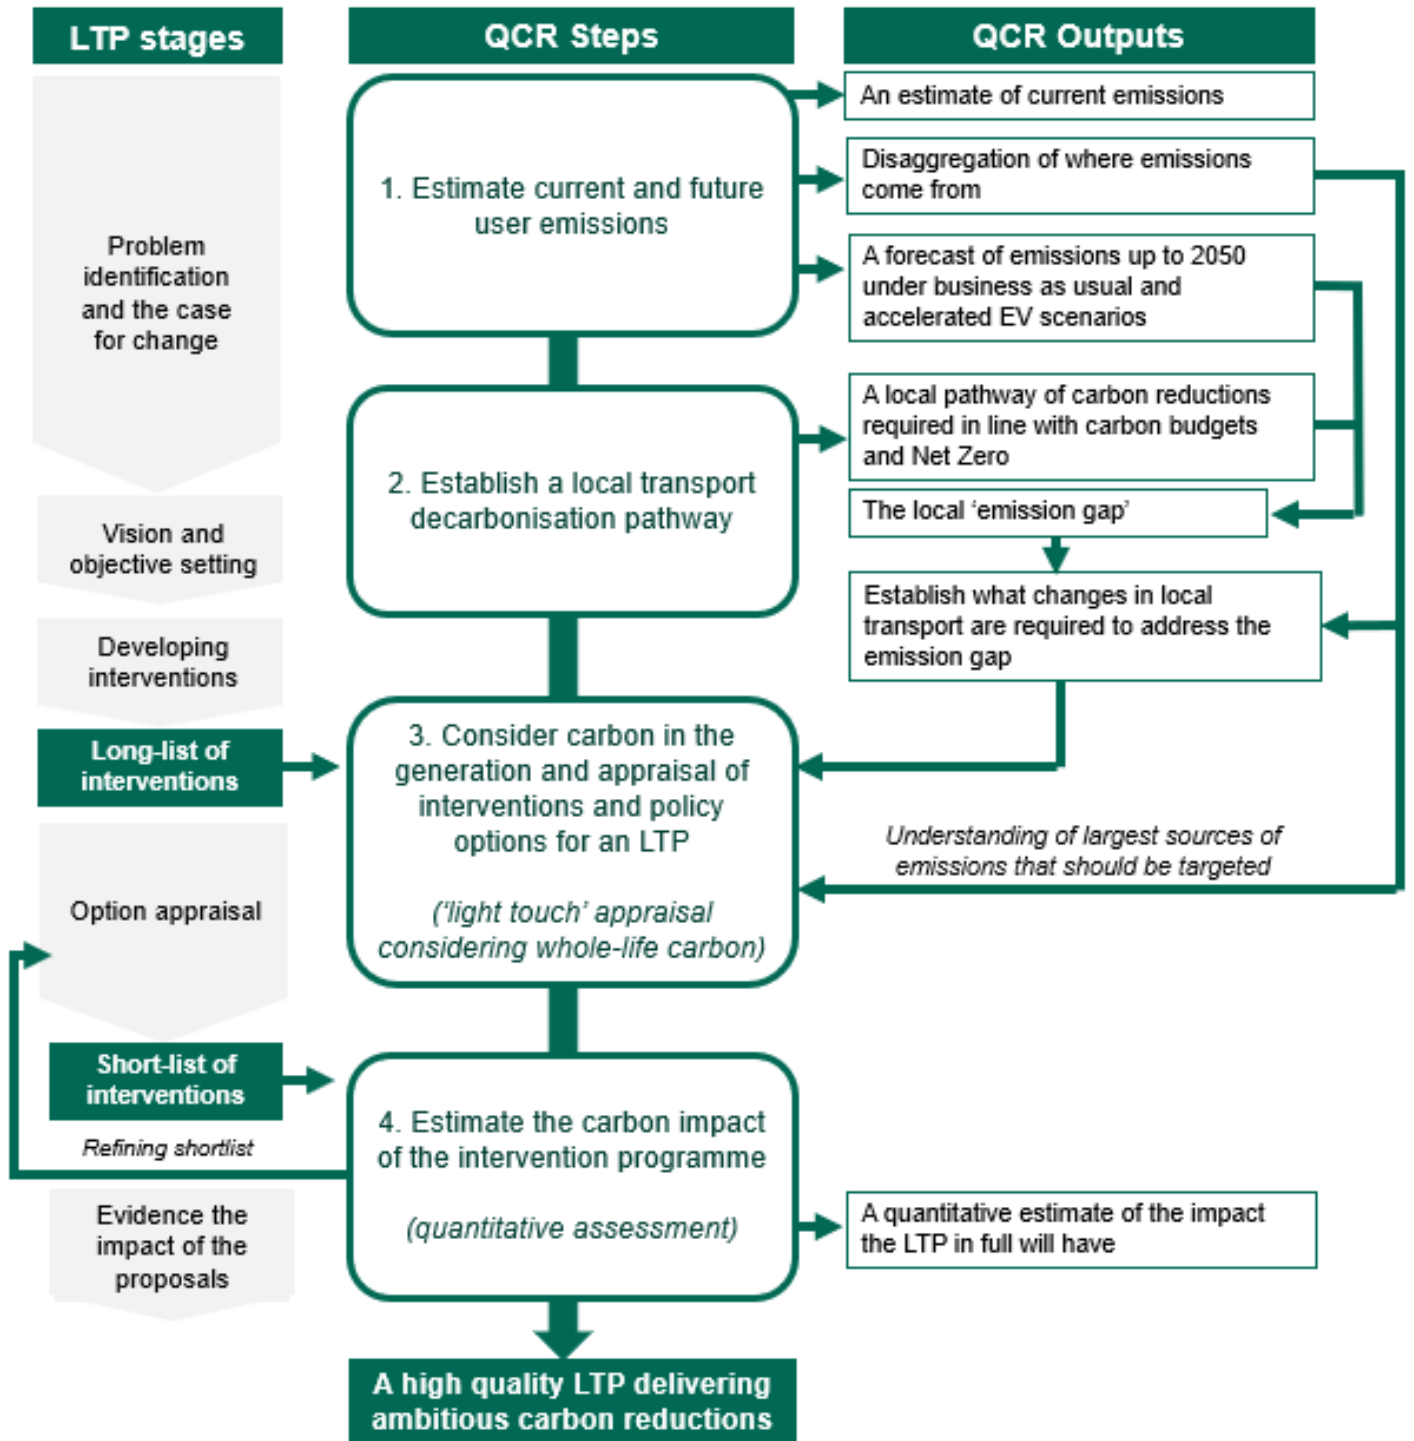 LTP stages
QCR Steps
QCR Outputs
Problem
identification
and the case
for change
Vision and
objective setting
Developing
interventions
Long-list of
interventions
Option appraisal
Short-list of
interventions
Refining shortlist
Evidence the
impact of the
proposals
1. Estimate current and future
user emissions
2. Establish a local transport
decarbonisation pathway
3. Consider carbon in the
generation and appraisal of
interventions and policy
options for an LTP
(‘light touch’ appraisal
considering whole-life carbon)
4. Estimate the carbon impact
of the intervention programme
(quantitative assessment)
A high quality LTP delivering
ambitious carbon reductions
An estimate of current emissions
Disaggregation of where emissions
come from
A forecast of emissions up to 2050
under business as usual and
accelerated EV scenarios
A local pathway of carbon reductions
required in line with carbon budgets
and Net Zero
The local ‘emission gap’
Establish what changes in local
transport are required to address the
emission gap
Understanding of largest sources of
emissions that should be targeted
A quantitative estimate of the impact
the LTP in full will have